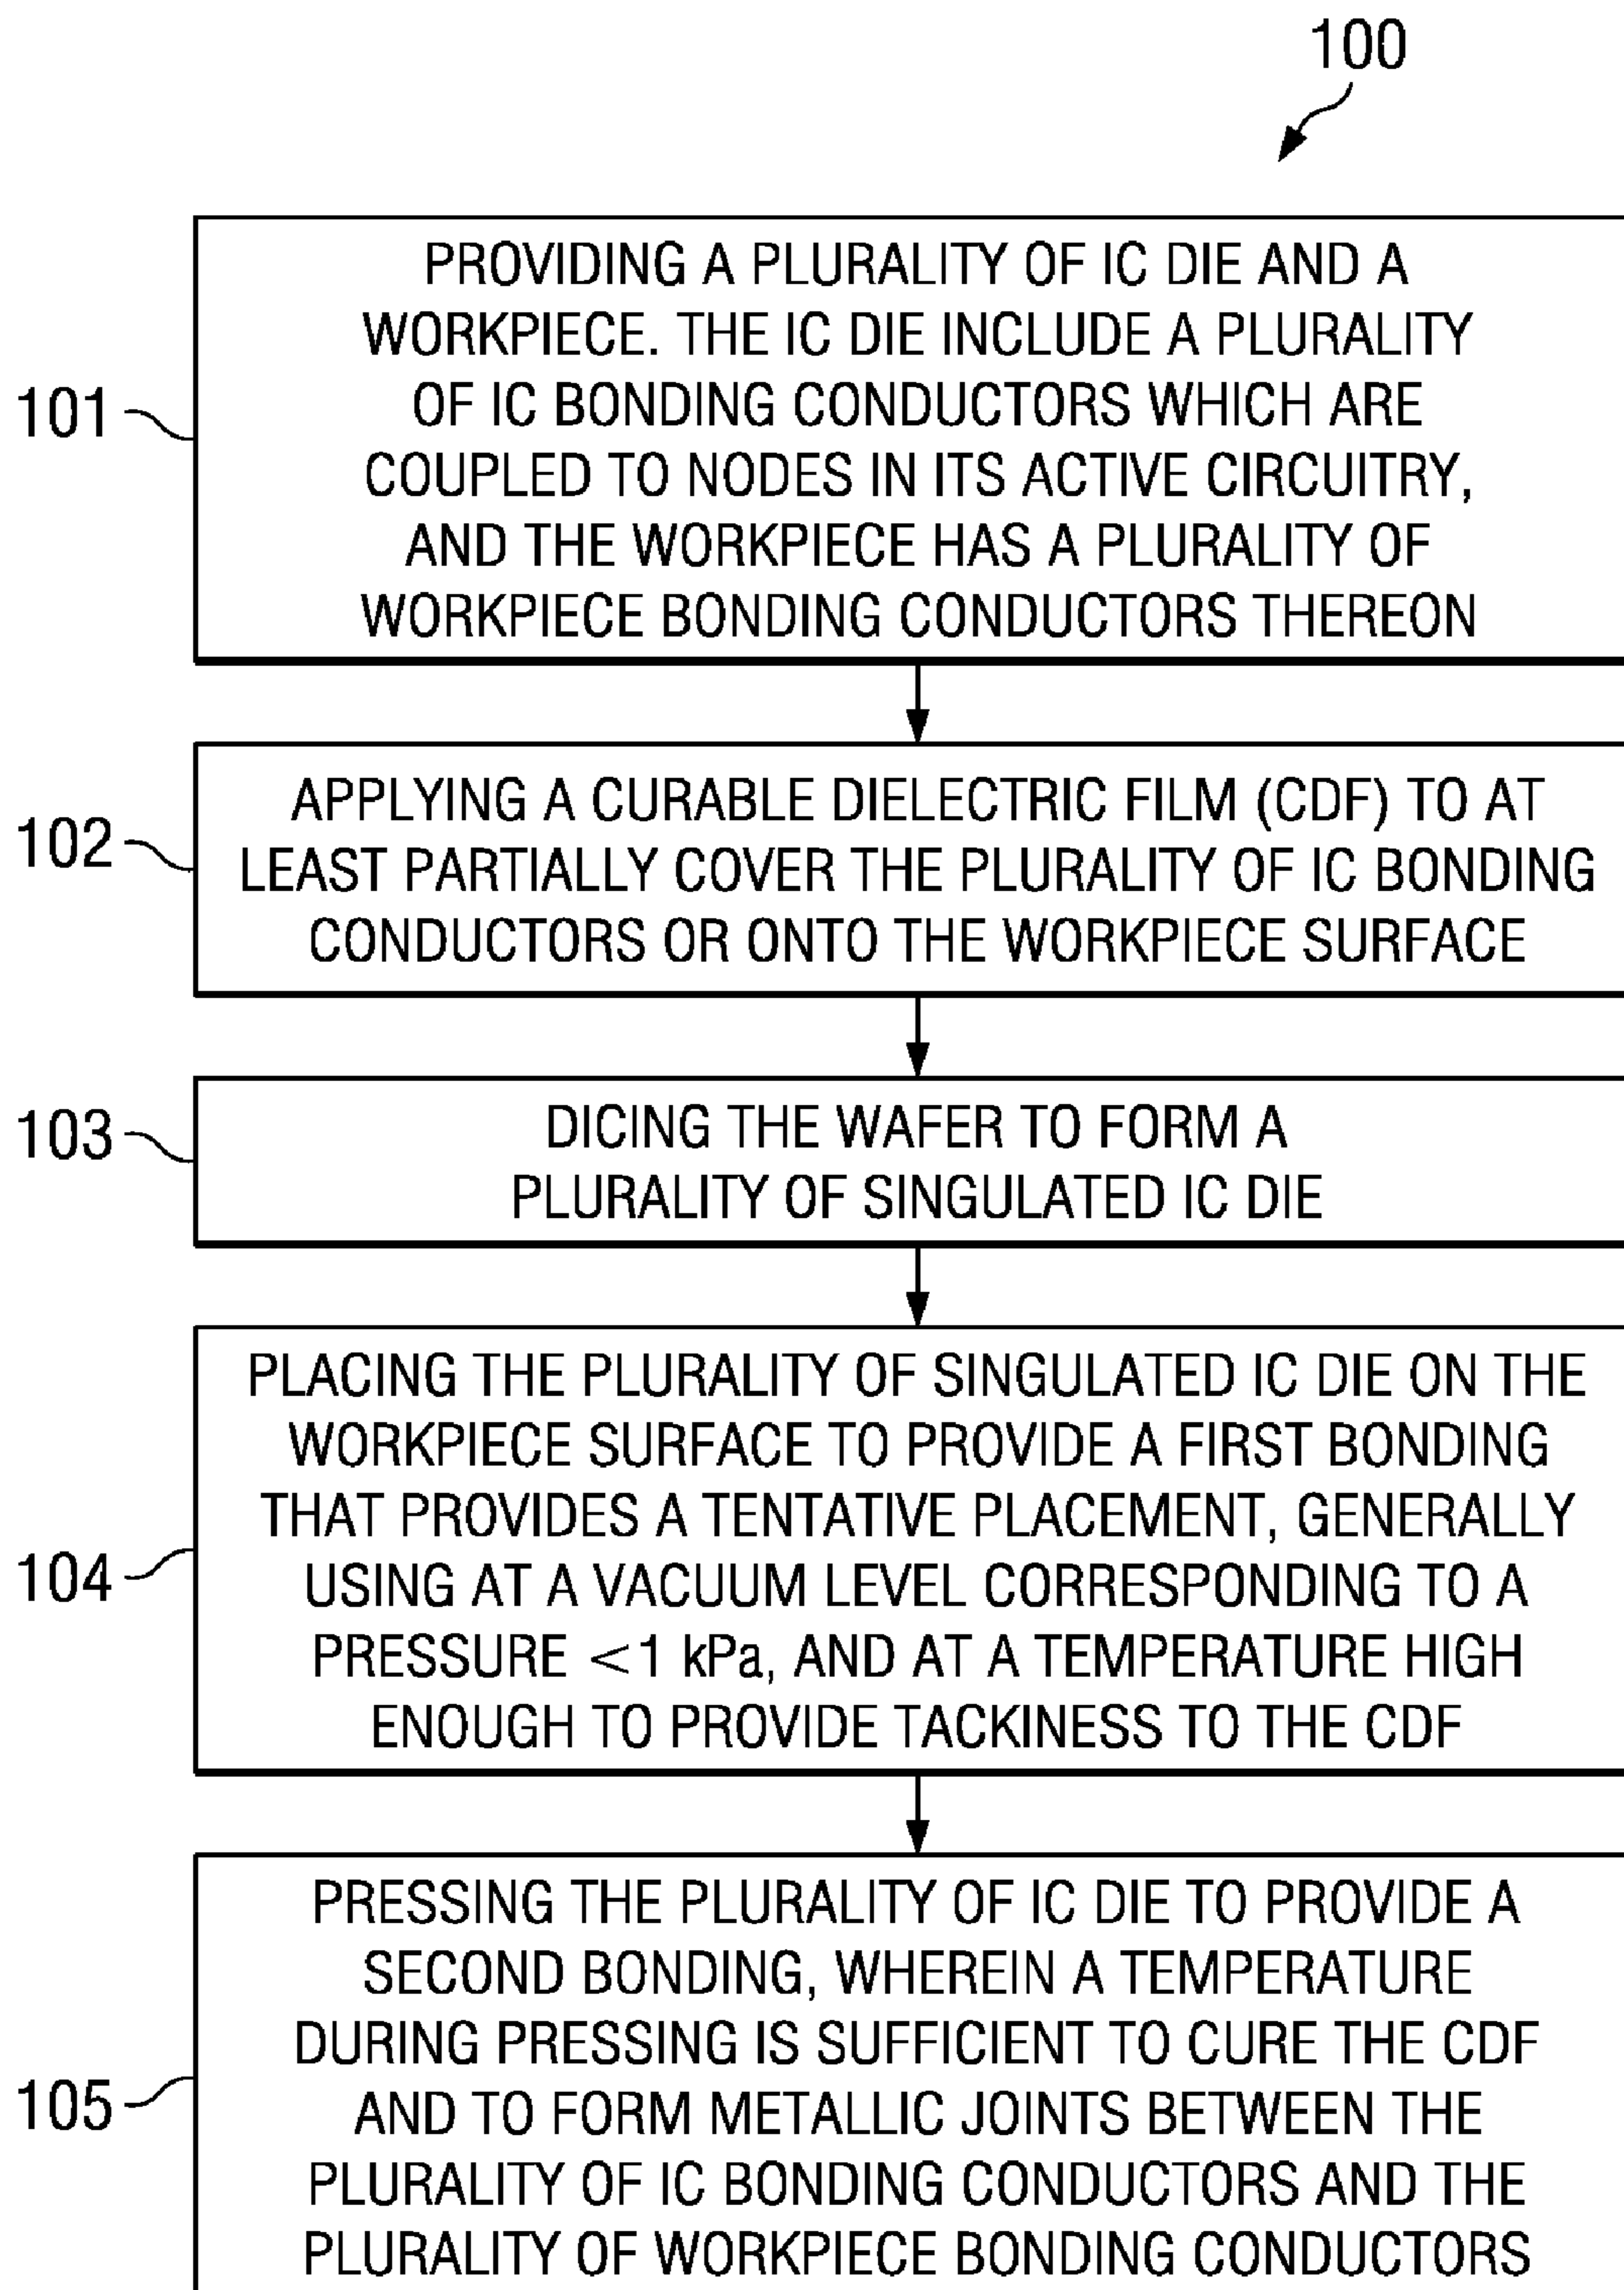 100
101
PROVIDING A PLURALITY OF IC DIE AND A
WORKPIECE. THE IC DIE INCLUDE A PLURALITY
OF IC BONDING CONDUCTORS WHICH ARE
COUPLED TO NODES IN ITS ACTIVE CIRCUITRY,
AND THE WORKPIECE HAS A PLURALITY OF
WORKPIECE BONDING CONDUCTORS THEREON
102
APPLYING A CURABLE DIELECTRIC FILM (CDF) TO AT
LEAST PARTIALLY COVER THE PLURALITY OF IC BONDING
CONDUCTORS OR ONTO THE WORKPIECE SURFACE
103
DICING THE WAFER TO FORM A
PLURALITY OF SINGULATED IC DIE
104
PLACING THE PLURALITY OF SINGULATED IC DIE ON THE
WORKPIECE SURFACE TO PROVIDE A FIRST BONDING
THAT PROVIDES A TENTATIVE PLACEMENT, GENERALLY
USING AT A VACUUM LEVEL CORRESPONDING TO A
PRESSURE <1 kPa, AND AT A TEMPERATURE HIGH
ENOUGH TO PROVIDE TACKINESS TO THE CDF
105
PRESSING THE PLURALITY OF IC DIE TO PROVIDE A
SECOND BONDING, WHEREIN A TEMPERATURE
DURING PRESSING IS SUFFICIENT TO CURE THE CDF
AND TO FORM METALLIC JOINTS BETWEEN THE
PLURALITY OF IC BONDING CONDUCTORS AND THE
PLURALITY OF WORKPIECE BONDING CONDUCTORS